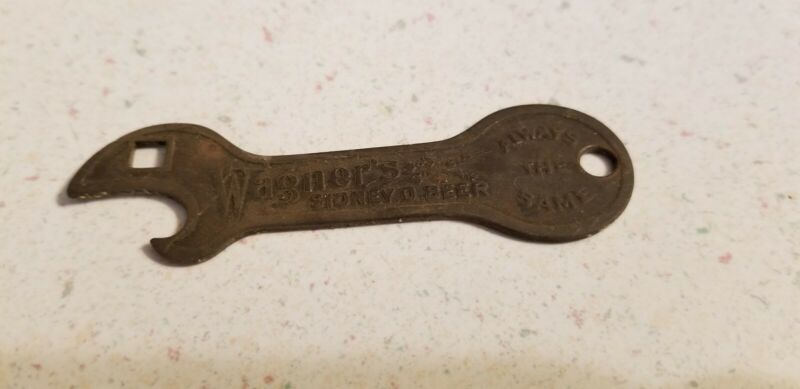 Wagner's
SIDNEY, O. BEER
ALWAYS
THE
SAME